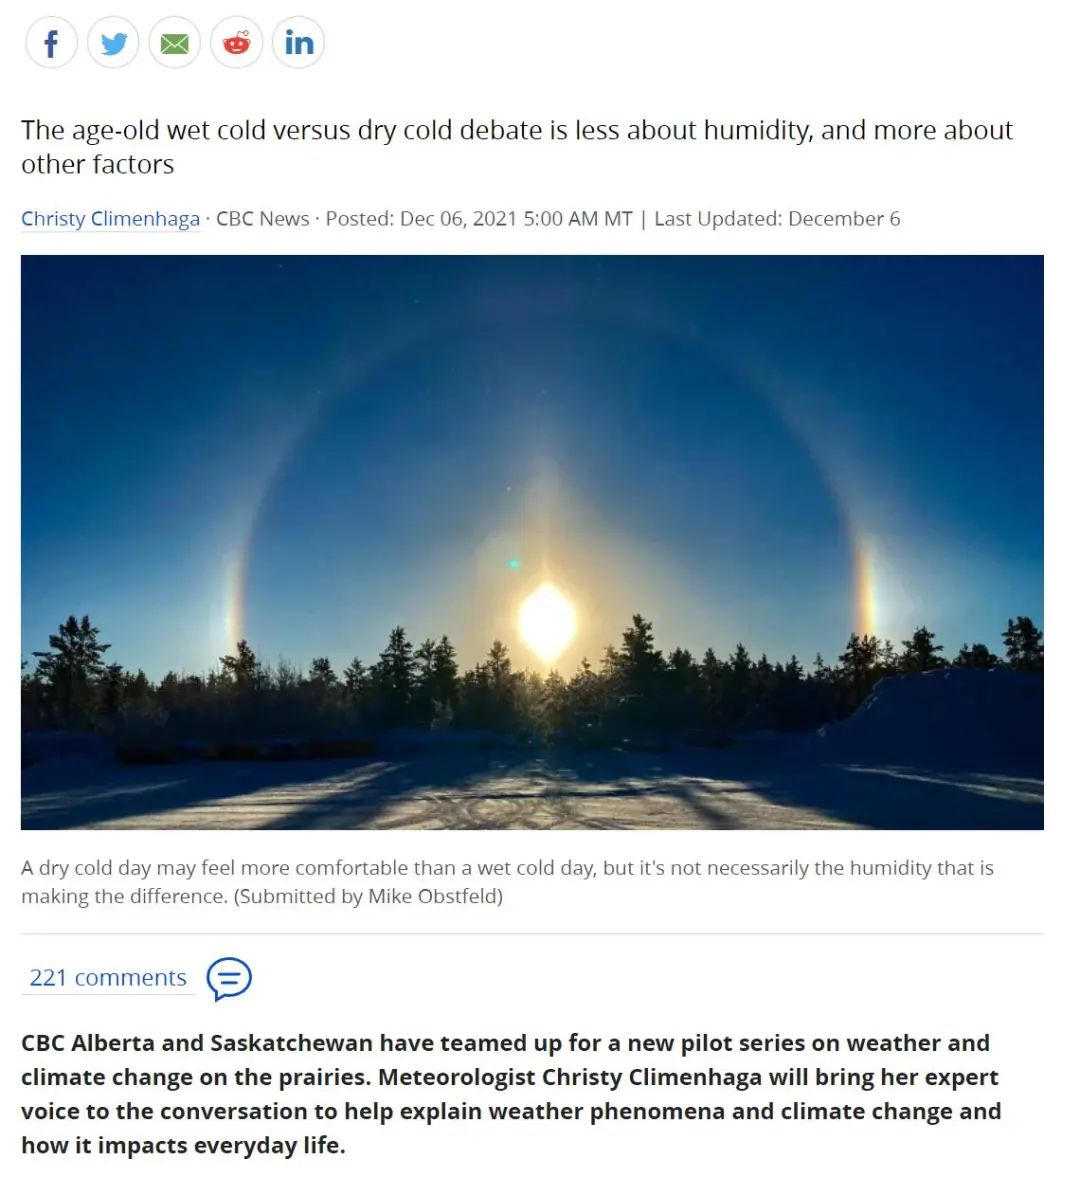 The age-old wet cold versus dry cold debate is less about humidity, and more about
other factors
Christy Climenhaga · CBC News · Posted: Dec 06, 2021 5:00 AM MT | Last Updated: December 6
A dry cold day may feel more comfortable than a wet cold day, but it's not necessarily the humidity that is
making the difference. (Submitted by Mike Obstfeld)
221 comments
CBC Alberta and Saskatchewan have teamed up for a new pilot series on weather and
climate change on the prairies. Meteorologist Christy Climenhaga will bring her expert
voice to the conversation to help explain weather phenomena and climate change and
how it impacts everyday life.